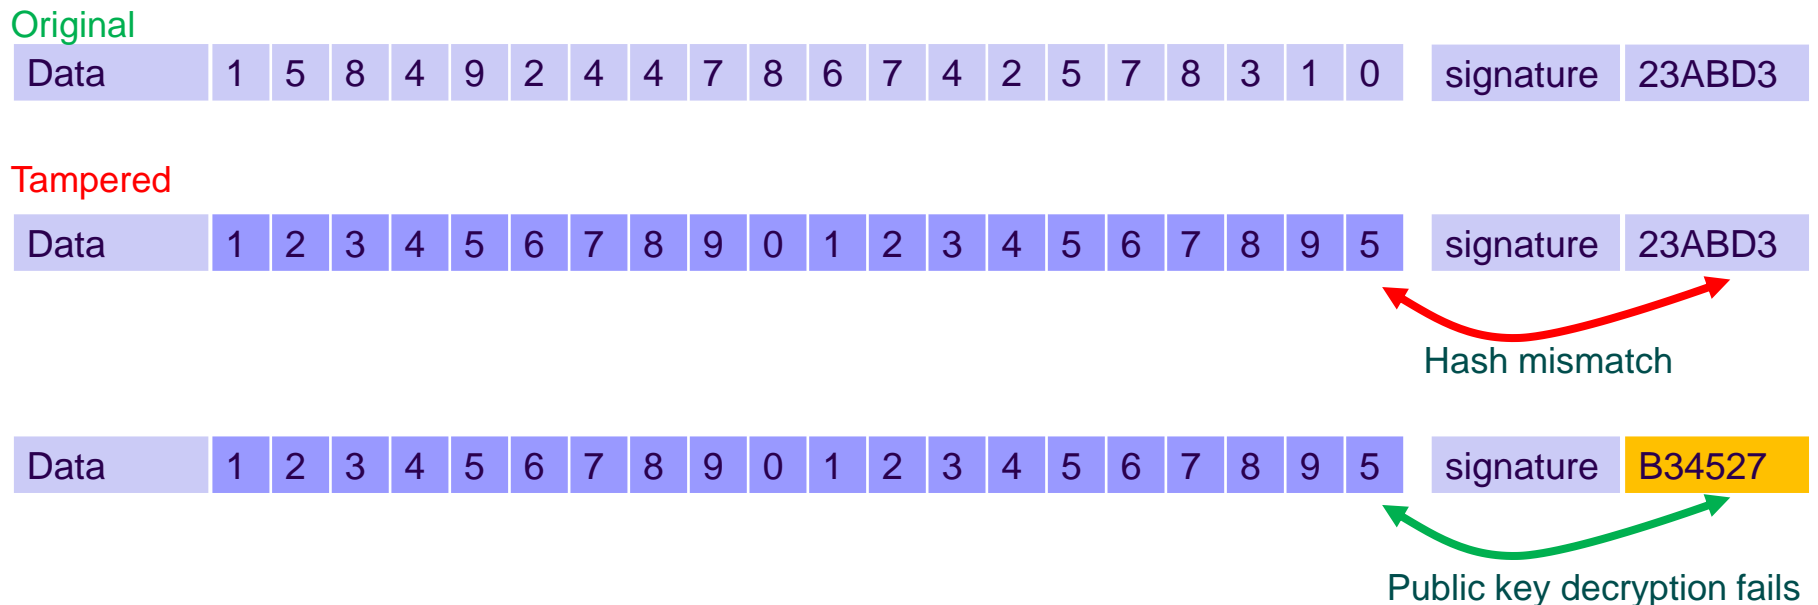 Original
Data 1 5 8 4 9 2 4 4 7 8 6 7 4 2 5 7 8 3 1 0 signature 23ABD3
Tampered
Data 1 2 3 4 5 6 7 8 9 0 1 2 3 4 5 6 7 8 9 5 signature 23ABD3
Hash mismatch
Data 1 2 3 4 5 6 7 8 9 0 1 2 3 4 5 6 7 8 9 5 signature B34527
Public key decryption fails